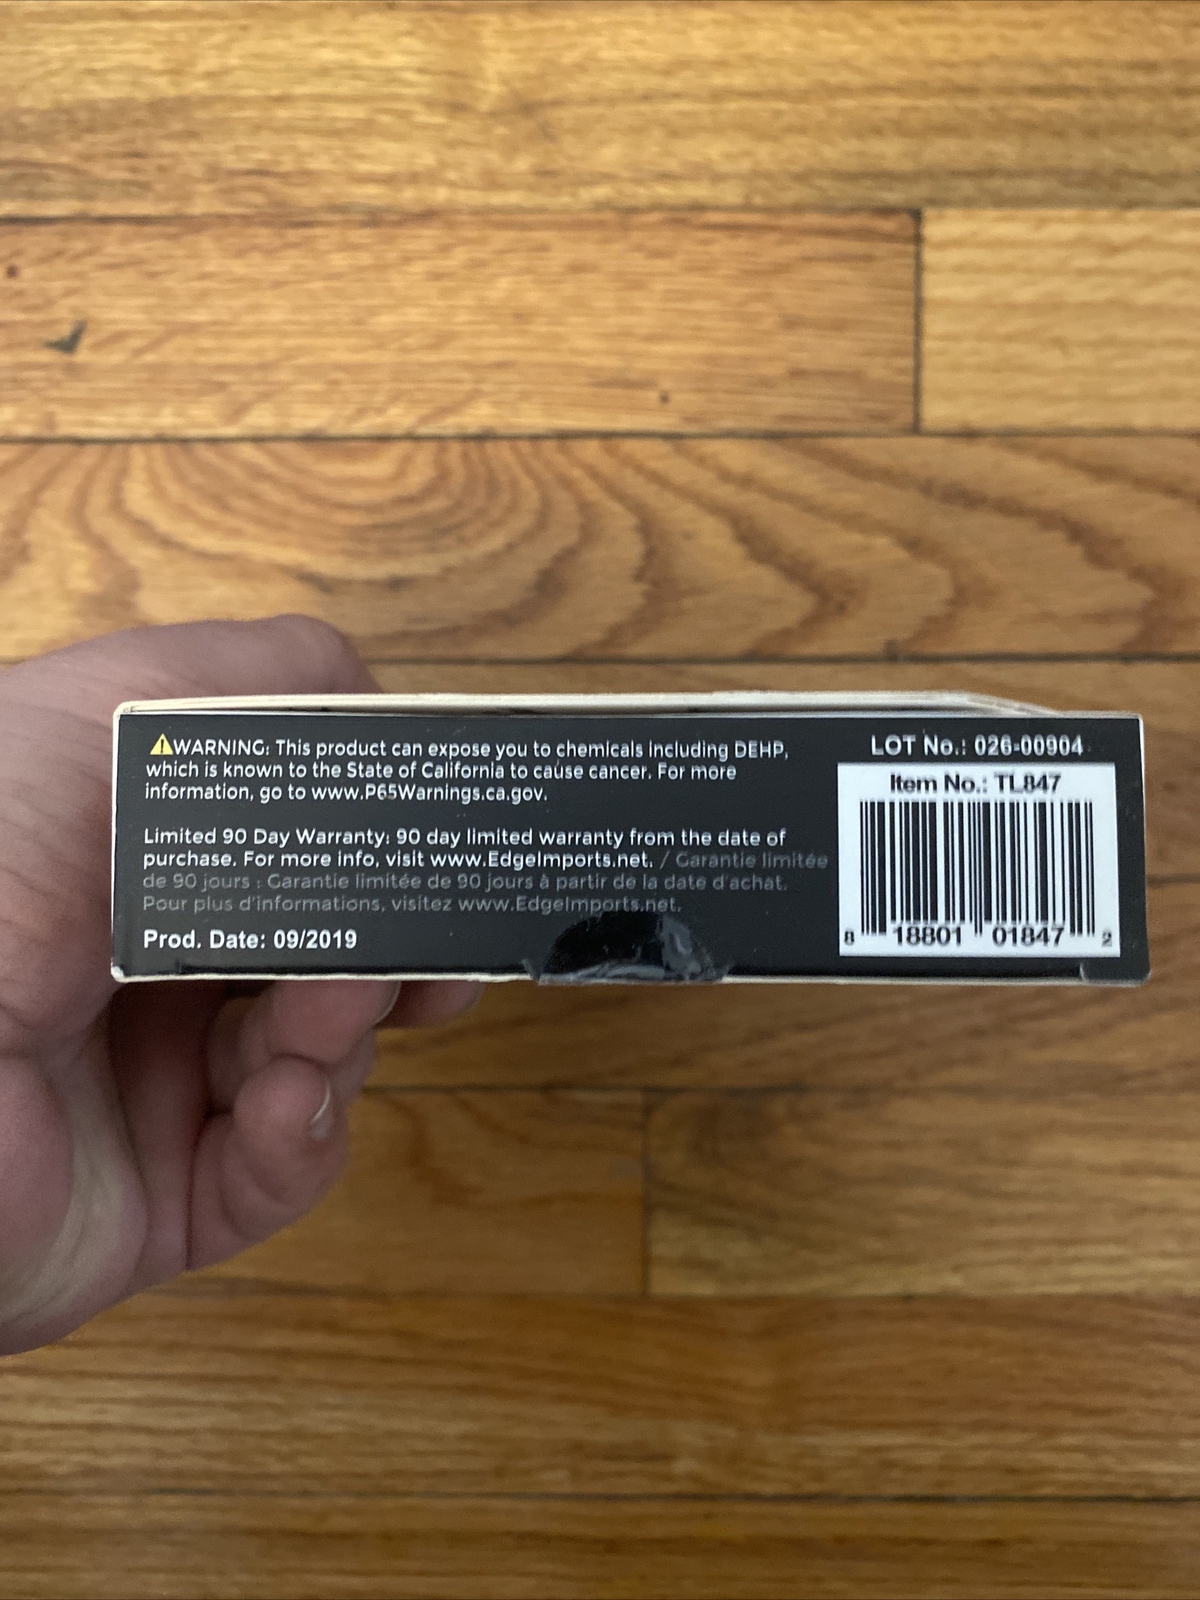 ⚠WARNING: This product can expose you to chemicals including DEHP,
which is known to the State of California to cause cancer. For more
information, go to www.P65Warnings.ca.gov.
Limited 90 Day Warranty: 90 day limited warranty from the date of
purchase. For more info, visit www.EdgeImports.net. / Garantie limitée
de 90 jours : Garantie limitée de 90 jours à partir de la date d'achat.
Pour plus d'informations, visitez www.EdgeImports.net.
Prod. Date: 09/2019
LOT No.: 026-00904
Item No.: TL847
8 18801 01847 2